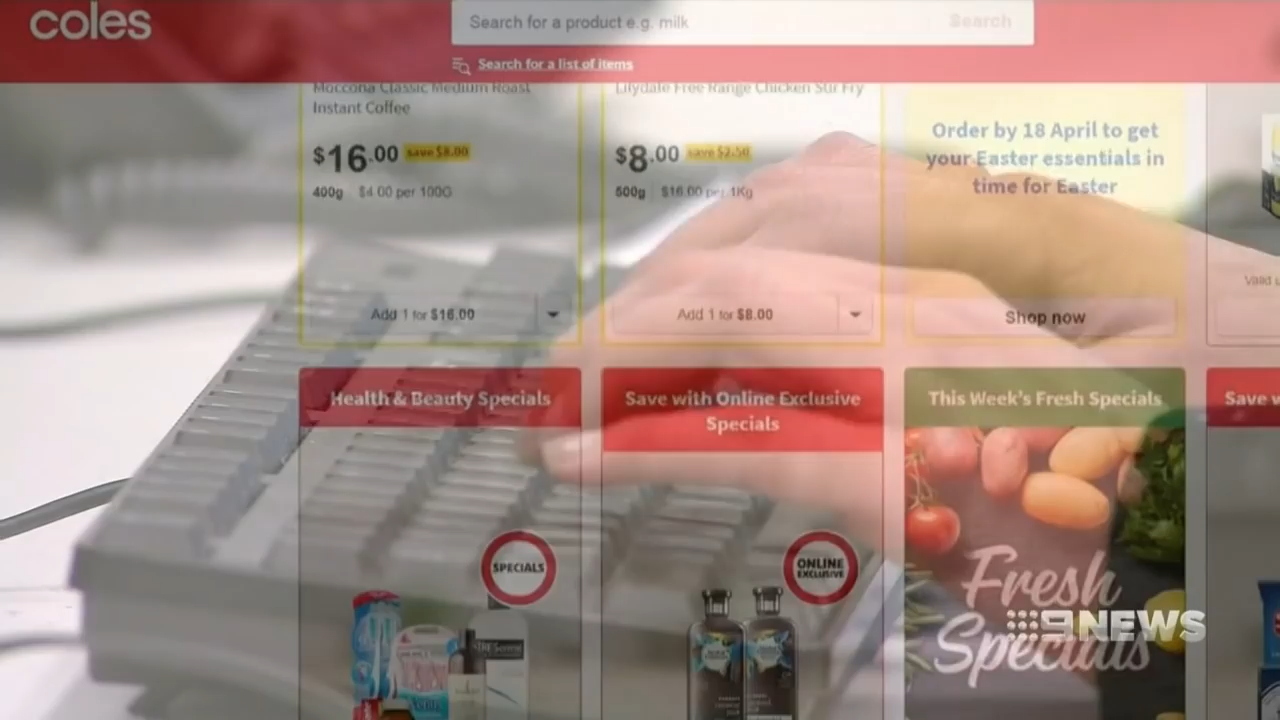 coles
Search for a product e.g. milk
Search
Search for a list of items
Moccona Classic Medium Roast
Instant Coffee
$16.00 save $8.00
400g $4.00 per 100G
Add 1 for $16.00
Lilydale Free Range Chicken Stir Fry
$8.00 save $2.50
500g $16.00 per 1Kg
Add 1 for $8.00
Order by 18 April to get
your Easter essentials in
time for Easter
Shop now
Valid u
Health & Beauty Specials
SPECIALS
Save with Online Exclusive
Specials
ONLINE
EXCLUSIVE
This Week's Fresh Specials
Fresh
Specials
Save w
9NEWS